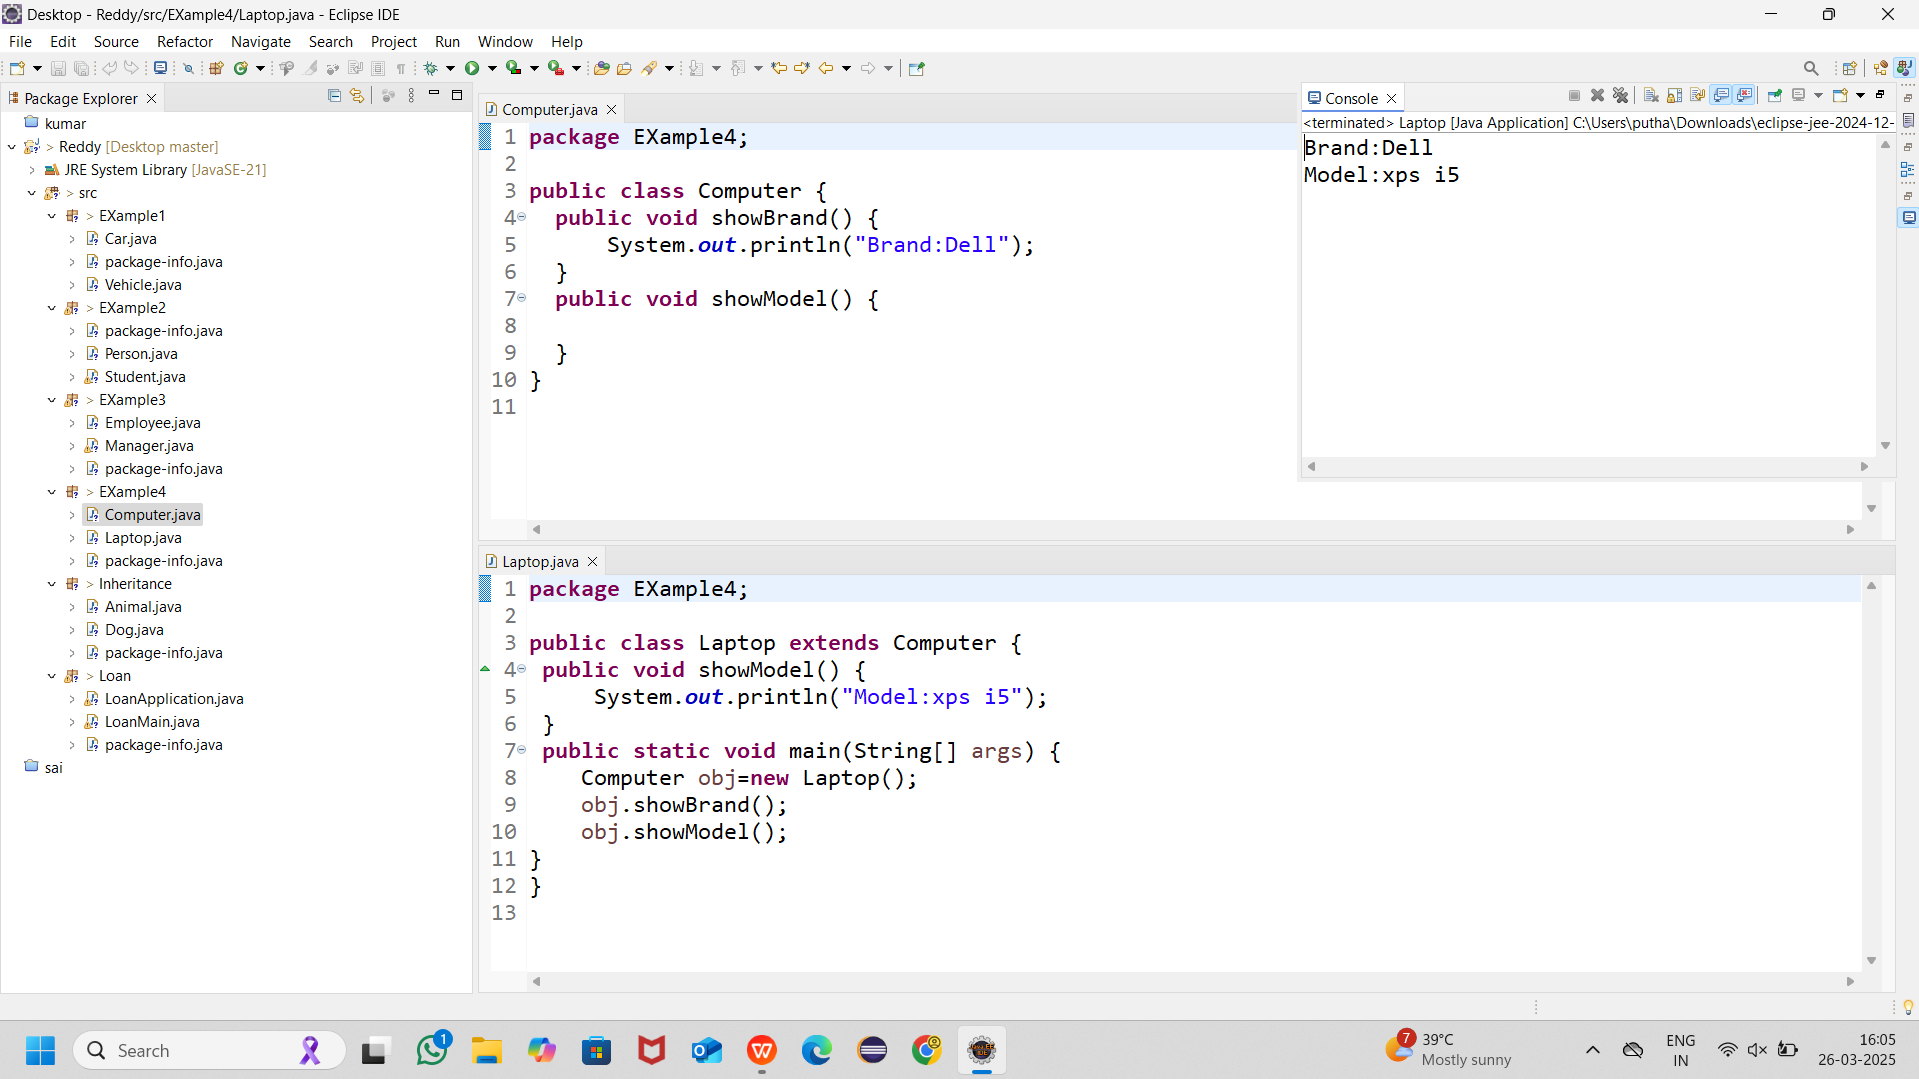 Desktop - Reddy/src/EXample4/Laptop.java - Eclipse IDE
File Edit Source Refactor Navigate Search Project Run Window Help
Package Explorer
kumar
> Reddy [Desktop master]
JRE System Library [JavaSE-21]
> src
> EXample1
Car.java
package-info.java
Vehicle.java
> EXample2
package-info.java
Person.java
Student.java
> EXample3
Employee.java
Manager.java
package-info.java
> EXample4
Computer.java
Laptop.java
package-info.java
> Inheritance
Animal.java
Dog.java
package-info.java
> Loan
LoanApplication.java
LoanMain.java
package-info.java
sai
Computer.java
1 package EXample4;
2
3 public class Computer {
4 public void showBrand() {
5 System.out.println("Brand:Dell");
6 }
7 public void showModel() {
8
9 }
10 }
11
Console
<terminated> Laptop [Java Application] C:\Users\putha\Downloads\eclipse-jee-2024-12-
Brand:Dell
Model:xps i5
Laptop.java
1 package EXample4;
2
3 public class Laptop extends Computer {
4 public void showModel() {
5 System.out.println("Model:xps i5");
6 }
7 public static void main(String[] args) {
8 Computer obj=new Laptop();
9 obj.showBrand();
10 obj.showModel();
11 }
12 }
13
Search
1
7
39°C
Mostly sunny
ENG
IN
16:05
26-03-2025